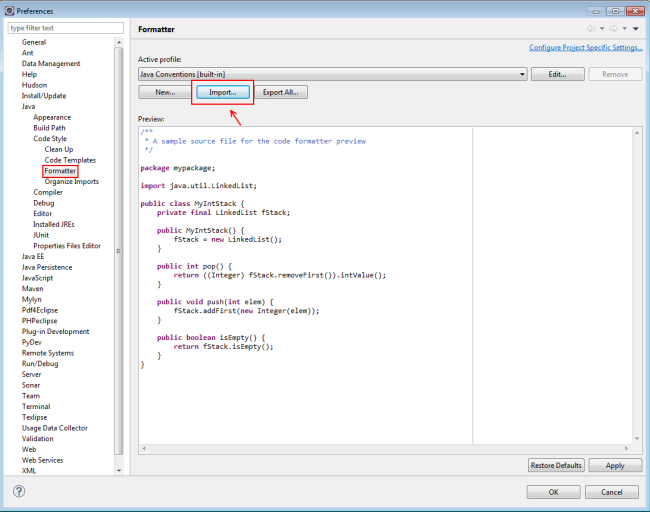 Preferences
type filter text
General
Ant
Data Management
Help
Hudson
Install/Update
Java
Appearance
Build Path
Code Style
Clean Up
Code Templates
Formatter
Organize Imports
Compiler
Debug
Editor
Installed JREs
JUnit
Properties Files Editor
Java EE
Java Persistence
JavaScript
Maven
Mylyn
Pdf4Eclipse
PHPeclipse
Plug-in Development
PyDev
Remote Systems
Run/Debug
Server
Sonar
Team
Terminal
Texlipse
Usage Data Collector
Validation
Web
Web Services
XML
Formatter
Configure Project Specific Settings...
Active profile:
Java Conventions [built-in]
Edit...
Remove
New...
Import...
Export All...
Preview:
/**
 * A sample source file for the code formatter preview
 */
package mypackage;
import java.util.LinkedList;
public class MyIntStack {
    private final LinkedList fStack;
    public MyIntStack() {
        fStack = new LinkedList();
    }
    public int pop() {
        return ((Integer) fStack.removeFirst()).intValue();
    }
    public void push(int elem) {
        fStack.addFirst(new Integer(elem));
    }
    public boolean isEmpty() {
        return fStack.isEmpty();
    }
}
Restore Defaults
Apply
OK
Cancel